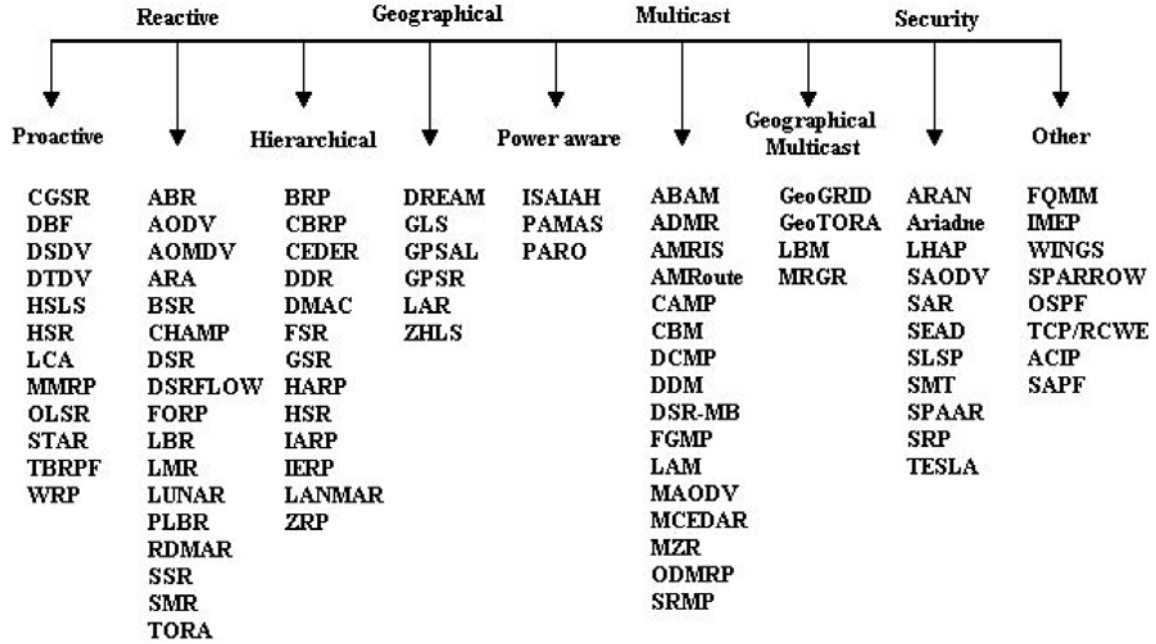 Reactive
Geographical
Multicast
Security
Proactive
Hierarchical
Power aware
Geographical
Multicast
Other
CGSR
DBF
DSDV
DTDV
HSLS
HSR
LCA
MMRP
OLSR
STAR
TBRPF
WRP
ABR
AODV
AOMDV
ARA
BSR
CHAMP
DSR
DSRFLOW
FORP
LBR
LMR
LUNAR
PLBR
RDMAR
SSR
SMR
TORA
BRP
CBRP
CEDER
DDR
DMAC
FSR
GSR
HARP
HSR
IARP
IERP
LANMAR
ZRP
DREAM
GLS
GPSAL
GPSR
LAR
ZHLS
ISAIAH
PAMAS
PARO
ABAM
ADMR
AMRIS
AMRoute
CAMP
CBM
DCMP
DDM
DSR-MB
FGMP
LAM
MAODV
MCEDAR
MZR
ODMRP
SRMP
GeoGRID
GeoTORA
LBM
MRGR
ARAN
Ariadne
LHAP
SAODV
SAR
SEAD
SLSP
SMT
SPAAR
SRP
TESLA
FQMM
IMEP
WINGS
SPARROW
OSPF
TCP/RCWE
ACIP
SAPF